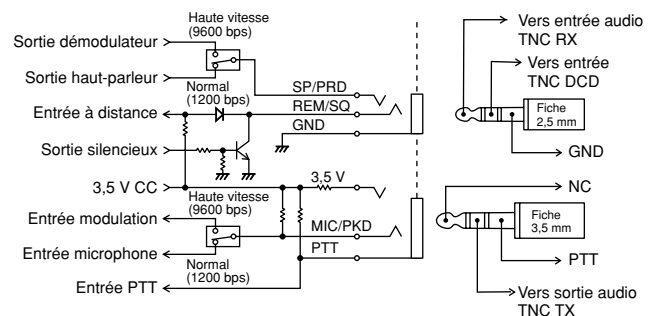 Haute vitesse
(9600 bps)
Sortie démodulateur
Sortie haut-parleur
Normal
(1200 bps)
SP/PRD
Entrée à distance
REM/SQ
GND
Sortie silencieux
3,5 V CC
3,5 V
Haute vitesse
(9600 bps)
Entrée modulation
MIC/PKD
Entrée microphone
PTT
Normal
(1200 bps)
Entrée PTT
Vers entrée audio
TNC RX
Vers entrée
TNC DCD
Fiche
2,5 mm
GND
NC
Fiche
3,5 mm
PTT
Vers sortie audio
TNC TX